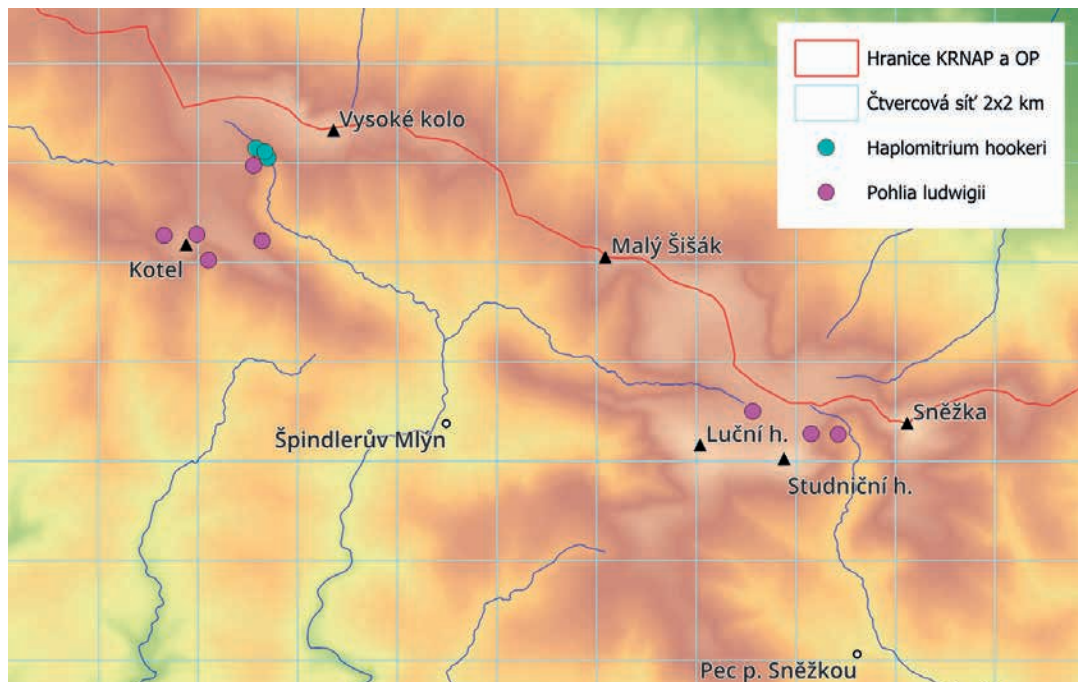 Hranice KRNAP a OP
Čtvercová síť 2x2 km
Haplomitrium hookeri
Pohlia ludwigii
Vysoké kolo
Malý Šišák
Kotel
Sněžka
Špindlerův Mlýn
Luční h.
Studniční h.
Pec p. Sněžkou